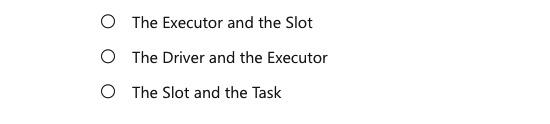 The Executor and the Slot
The Driver and the Executor
The Slot and the Task